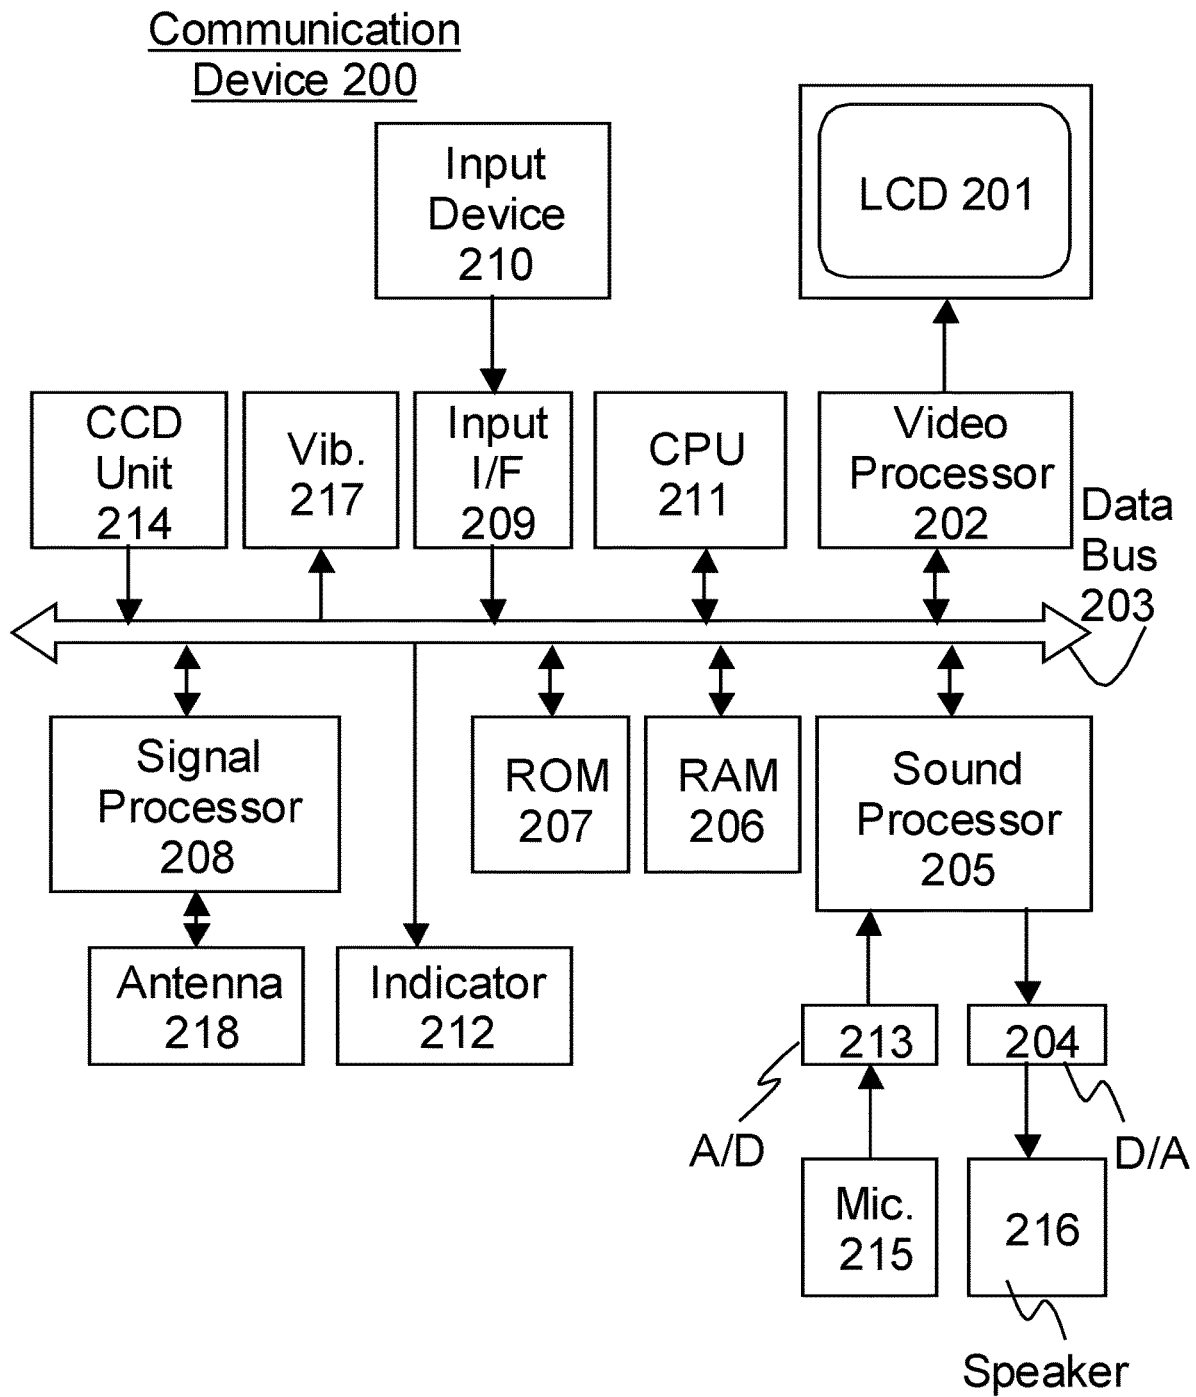 Communication
Device 200
Input
Device
210
LCD 201
CCD
Unit
214
Vib.
217
Input
I/F
209
CPU
211
Video
Processor
202
Data
Bus
203
Signal
Processor
208
ROM
207
RAM
206
Sound
Processor
205
Antenna
218
Indicator
212
213
204
A/D
D/A
Mic.
215
216
Speaker